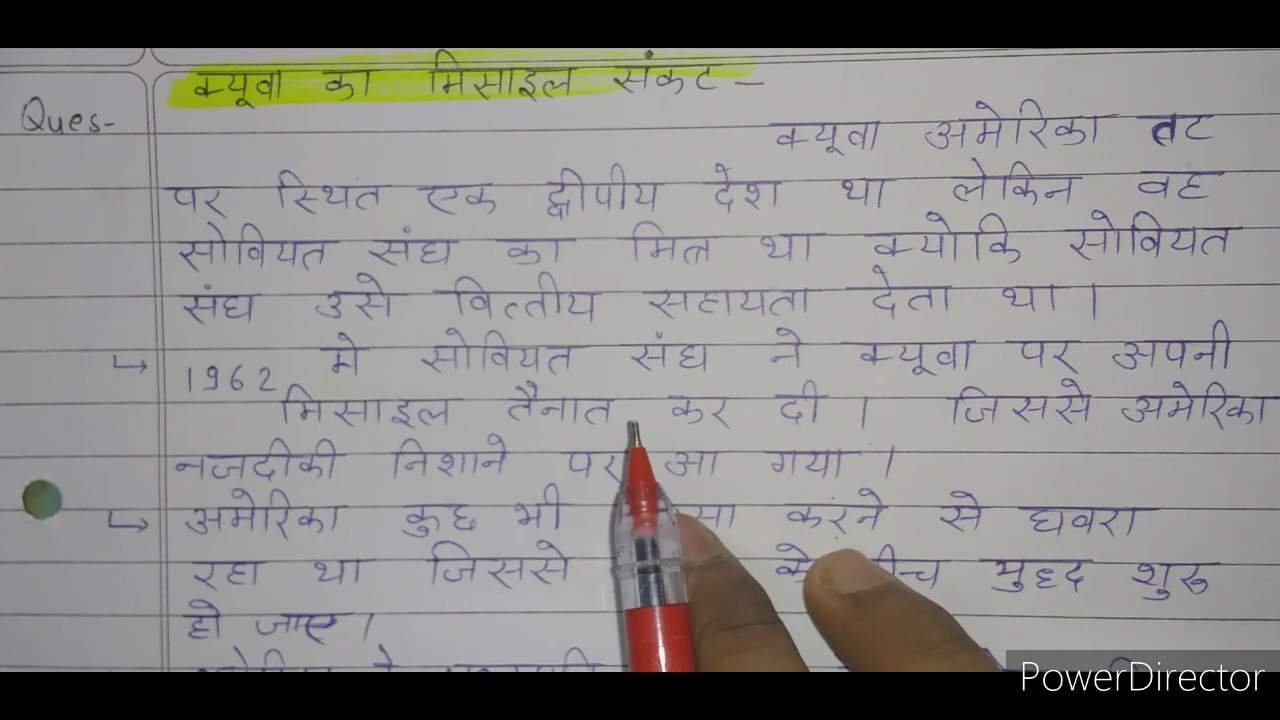 क्यूवा का मिसाइल संकट –
Ques-
क्यूवा अमेरिका तट
पर स्थित एक द्वीपीय देश था लेकिन वह
सोवियत संघ का मित्र था क्योकि सोवियत
संघ उसे वित्तीय सहायता देता था।
↳ 1962 मे सोवियत संघ ने क्यूवा पर अपनी
मिसाइल तैनात कर दी। जिससे अमेरिका
नजदीकी निशाने पर आ गया।
↳ अमेरिका कुछ भी करने से घवरा
रहा था जिससे के युद्द शुरू
हो जाए।
PowerDirector